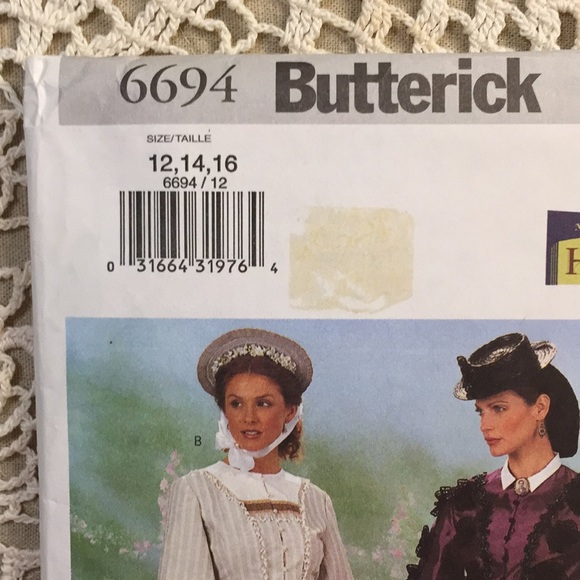 6694 Butterick
SIZE/TAILLE
12,14,16
6694 / 12
0 31664 31976 4
H
B